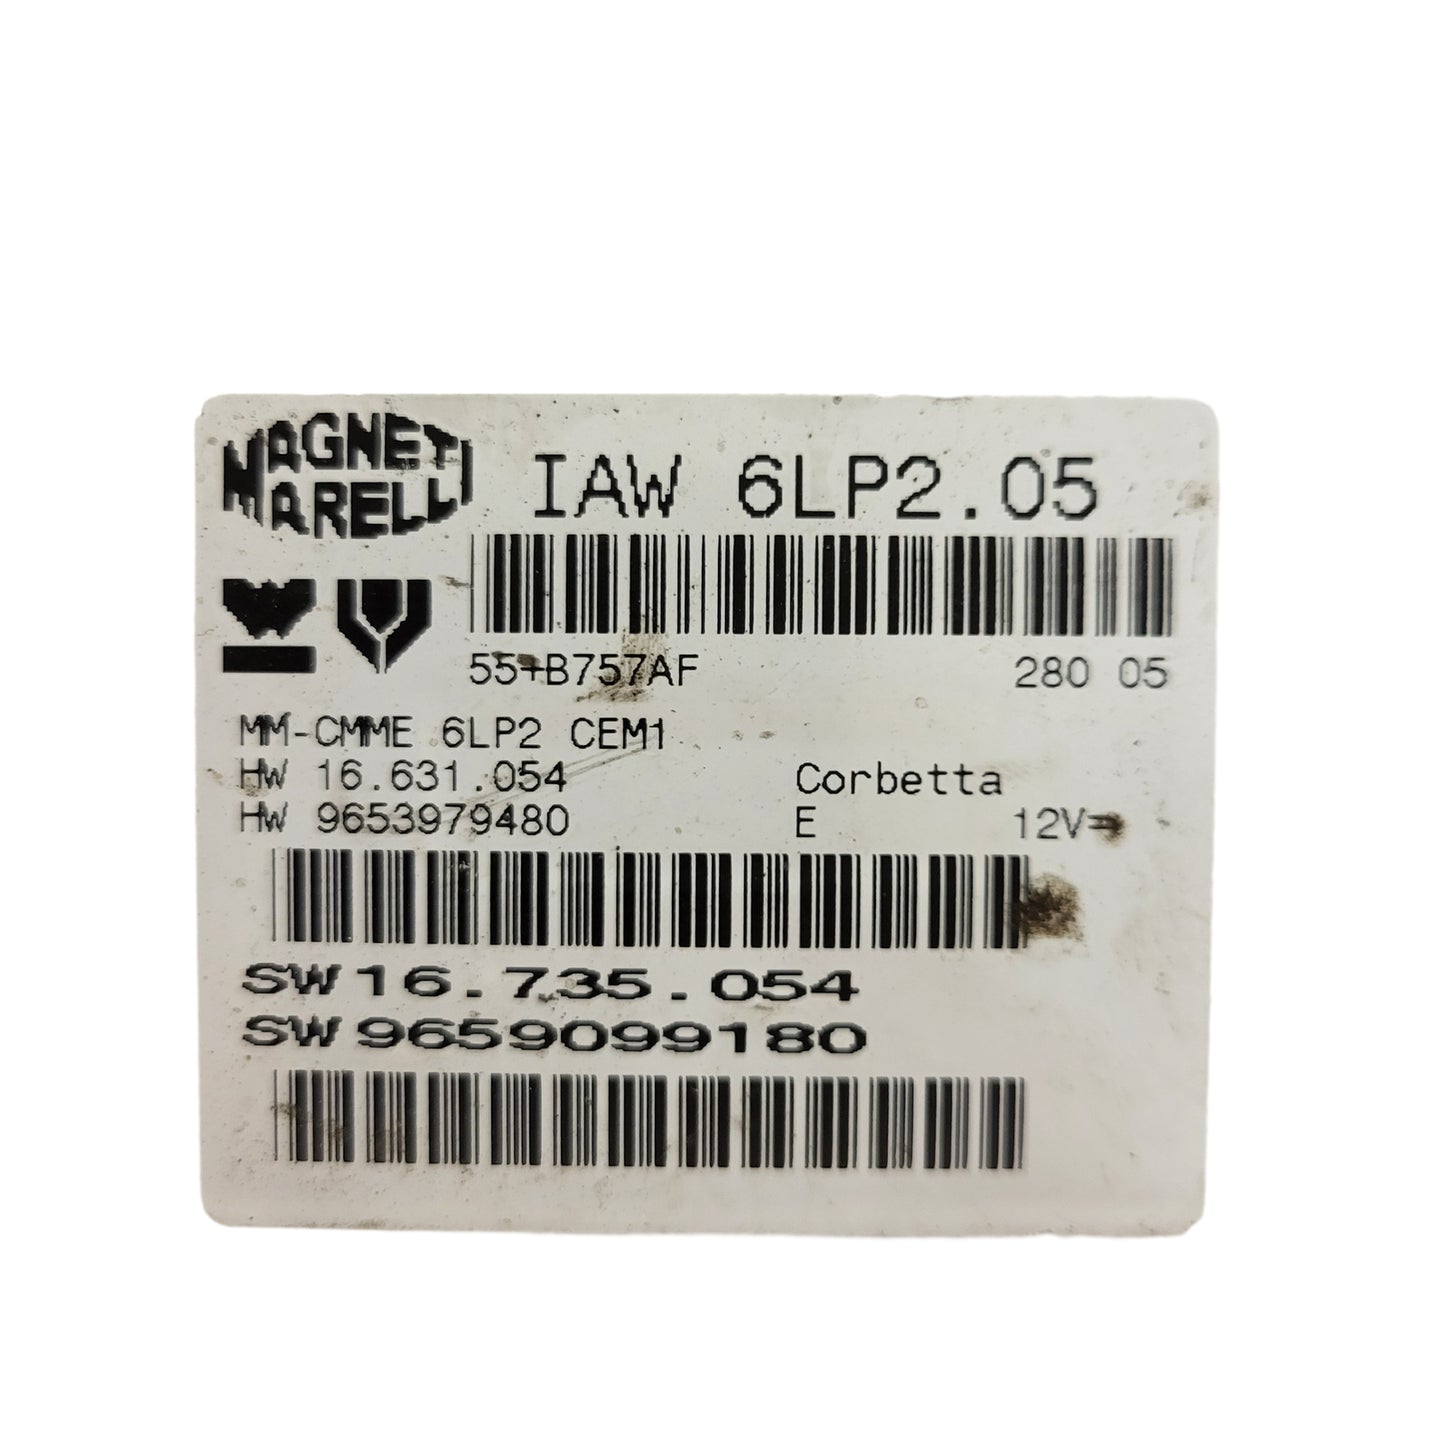 MAGNETI
MARELLI
IAW 6LP2.05
55+B757AF 280 05
MM-CMME 6LP2 CEM1
HW 16.631.054 Corbetta
HW 9653979480 E 12V=
SW 16.735.054
SW 9659099180